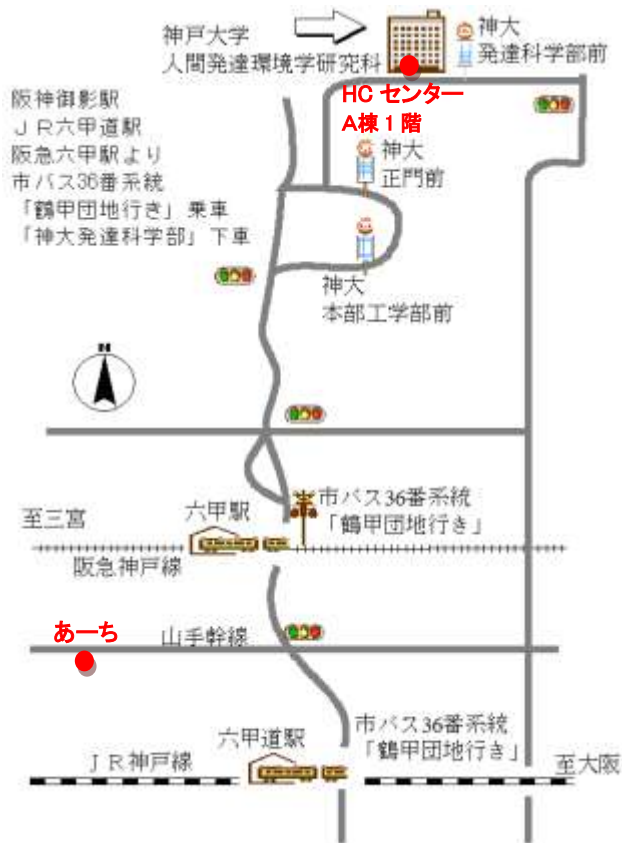 神戸大学
人間発達環境学研究科
神大
発達科学部前
HC センター
A棟1階
阪神御影駅
ＪＲ六甲道駅
阪急六甲駅より
市バス36番系統
「鶴甲団地行き」乗車
「神大発達科学部」下車
神大
正門前
神大
本部工学部前
N
市バス36番系統
「鶴甲団地行き」
六甲駅
至三宮
阪急神戸線
あーち
山手幹線
市バス36番系統
「鶴甲団地行き」
六甲道駅
ＪＲ神戸線
至大阪